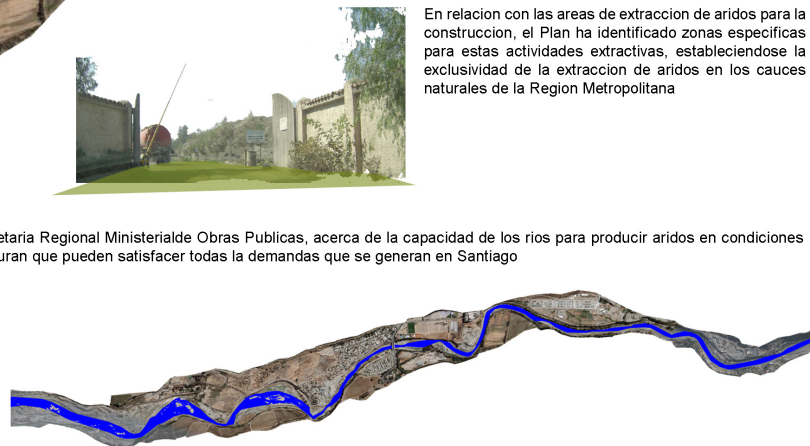 En relacion con las areas de extraccion de aridos para la
construccion, el Plan ha identificado zonas especificas
para estas actividades extractivas, estableciendose la
exclusividad de la extraccion de aridos en los cauces
naturales de la Region Metropolitana
etaria Regional Ministerialde Obras Publicas, acerca de la capacidad de los rios para producir aridos en condiciones
uran que pueden satisfacer todas la demandas que se generan en Santiago